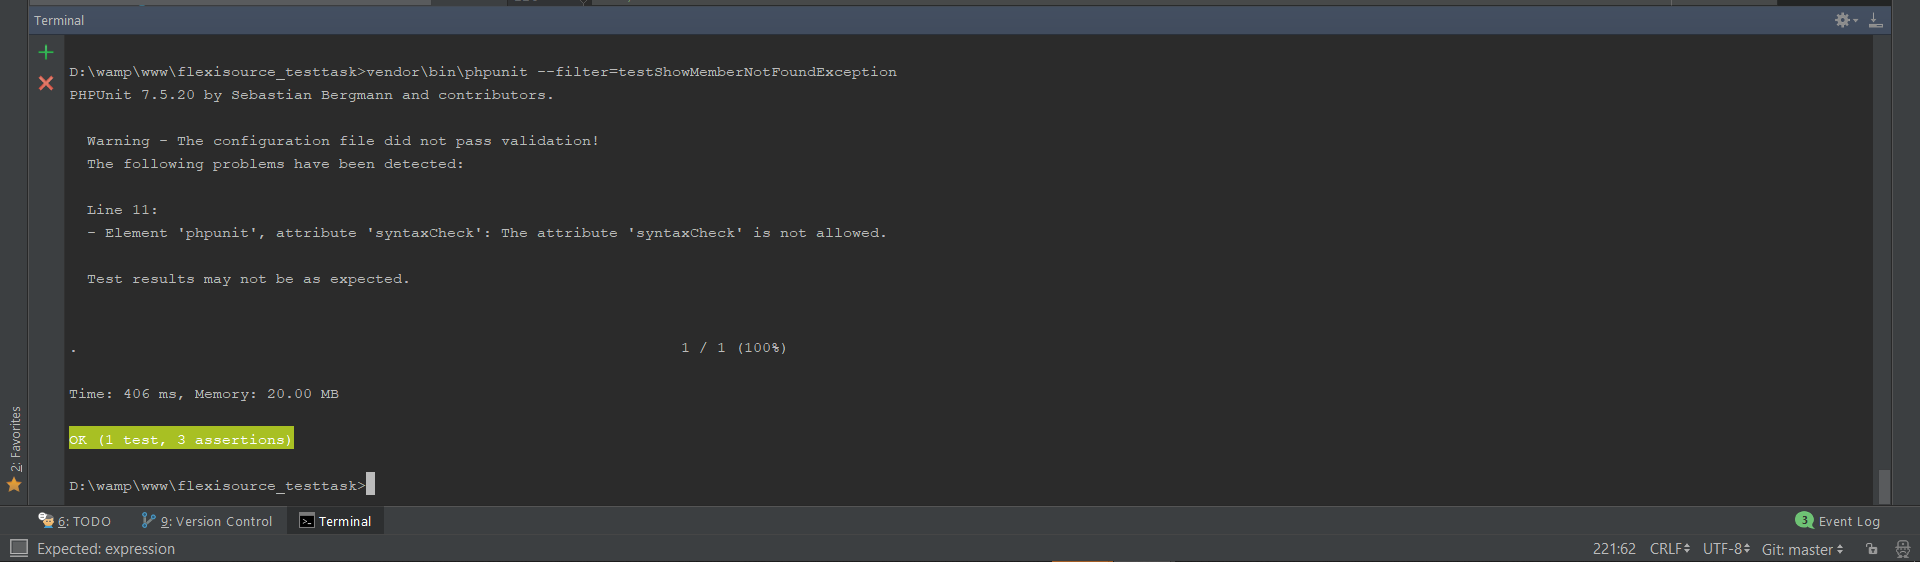 Terminal
D:\wamp\www\flexisource_testtask>vendor\bin\phpunit --filter=testShowMemberNotFoundException
PHPUnit 7.5.20 by Sebastian Bergmann and contributors.
Warning - The configuration file did not pass validation!
The following problems have been detected:
Line 11:
- Element 'phpunit', attribute 'syntaxCheck': The attribute 'syntaxCheck' is not allowed.
Test results may not be as expected.
. 1 / 1 (100%)
Time: 406 ms, Memory: 20.00 MB
OK (1 test, 3 assertions)
D:\wamp\www\flexisource_testtask>
2: Favorites
6: TODO 9: Version Control Terminal 3 Event Log
Expected: expression 221:62 CRLF UTF-8 Git: master